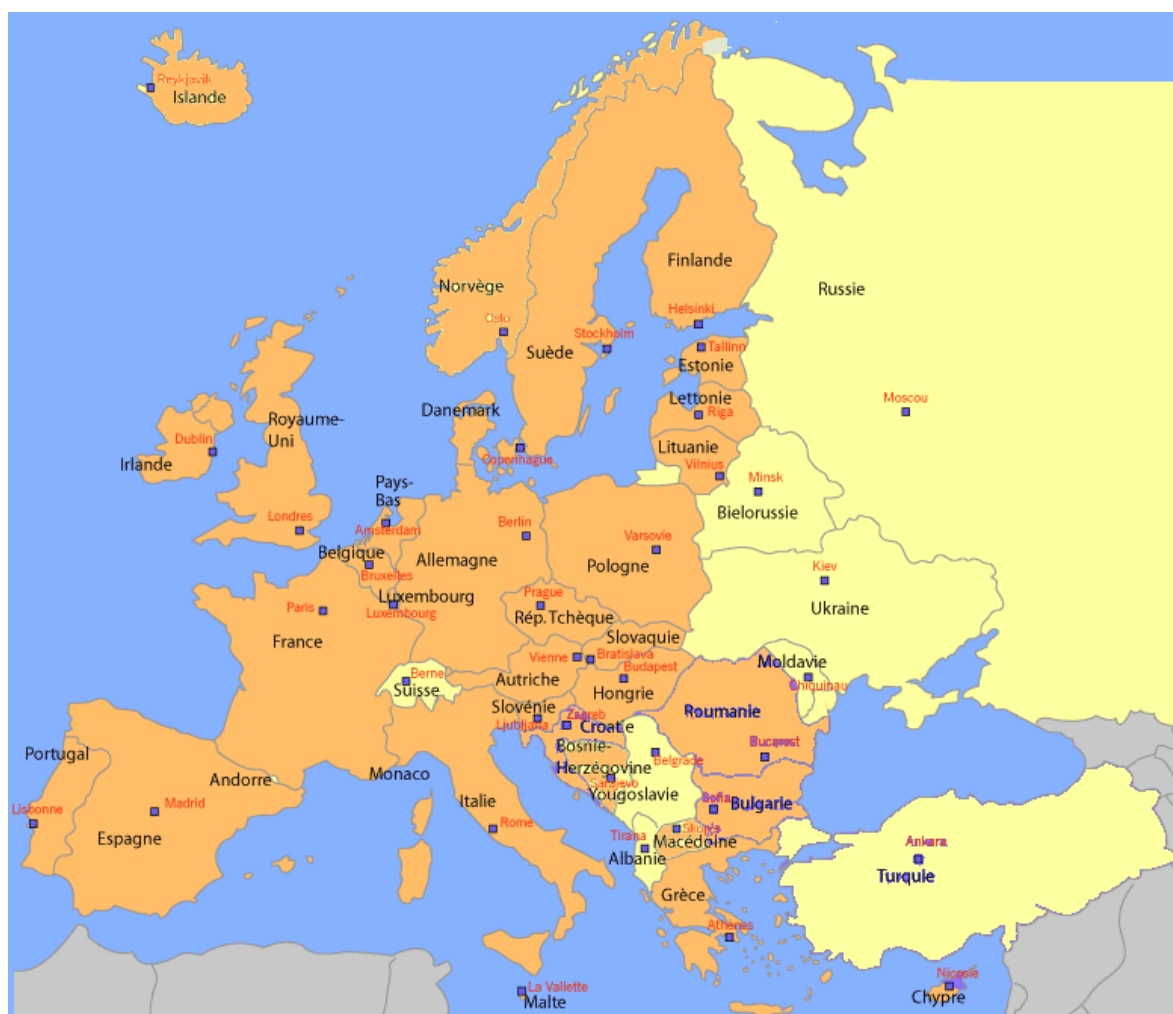 Reykjavik
Islande
Finlande
Norvège
Russie
Helsinki
Oslo
Stockholm
Tallinn
Suède
Estonie
Lettonie
Moscou
Danemark
Riga
Royaume-
Uni
Dublin
Lituanie
Irlande
Copenhague
Vilnius
Minsk
Pays-
Bas
Bielorussie
Londres
Amsterdam
Berlin
Varsovie
Belgique
Allemagne
Pologne
Bruxelles
Kiev
Luxembourg
Prague
Ukraine
Paris
Luxembourg
Rép. Tchèque
France
Slovaquie
Vienne
Bratislava
Moldavie
Berne
Budapest
Suisse
Autriche
Hongrie
Chiquinau
Slovénie
Roumanie
Zagreb
Ljubljana
Croatie
Bucarest
Portugal
Bosnie-
Herzégovine
Belgrade
Andorre
Monaco
Sarajevo
Yougoslavie
Sofia
Bulgarie
Lisbonne
Madrid
Italie
Rome
Espagne
Tirana
Skopje
Macédoine
Ankara
Albanie
Turquie
Grèce
Athènes
Nicosie
La Vallette
Malte
Chypre